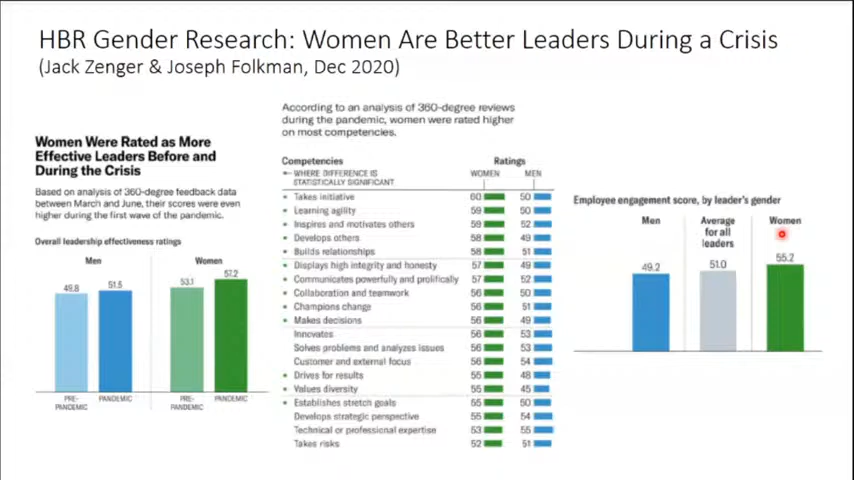 HBR Gender Research: Women Are Better Leaders During a Crisis
(Jack Zenger & Joseph Folkman, Dec 2020)
Women Were Rated as More
Effective Leaders Before and
During the Crisis
Based on analysis of 360-degree feedback data
between March and June, their scores were even
higher during the first wave of the pandemic.
Overall leadership effectiveness ratings
Men
Women
49.8
51.5
53.1
57.2
PRE-
PANDEMIC
PANDEMIC
PRE-
PANDEMIC
PANDEMIC
According to an analysis of 360-degree reviews
during the pandemic, women were rated higher
on most competencies.
Competencies Ratings
WHERE DIFFERENCE IS
STATISTICALLY SIGNIFICANT
WOMEN MEN
Takes initiative 60 50
Learning agility 59 50
Inspires and motivates others 59 52
Develops others 58 49
Builds relationships 58 51
Displays high integrity and honesty 57 49
Communicates powerfully and prolifically 57 52
Collaboration and teamwork 56 50
Champions change 56 51
Makes decisions 56 49
Innovates 56 53
Solves problems and analyzes issues 56 53
Customer and external focus 56 54
Drives for results 55 48
Values diversity 55 45
Establishes stretch goals 55 50
Develops strategic perspective 55 54
Technical or professional expertise 53 55
Takes risks 52 51
Employee engagement score, by leader's gender
Men
Average
for all
leaders
Women
49.2
51.0
55.2